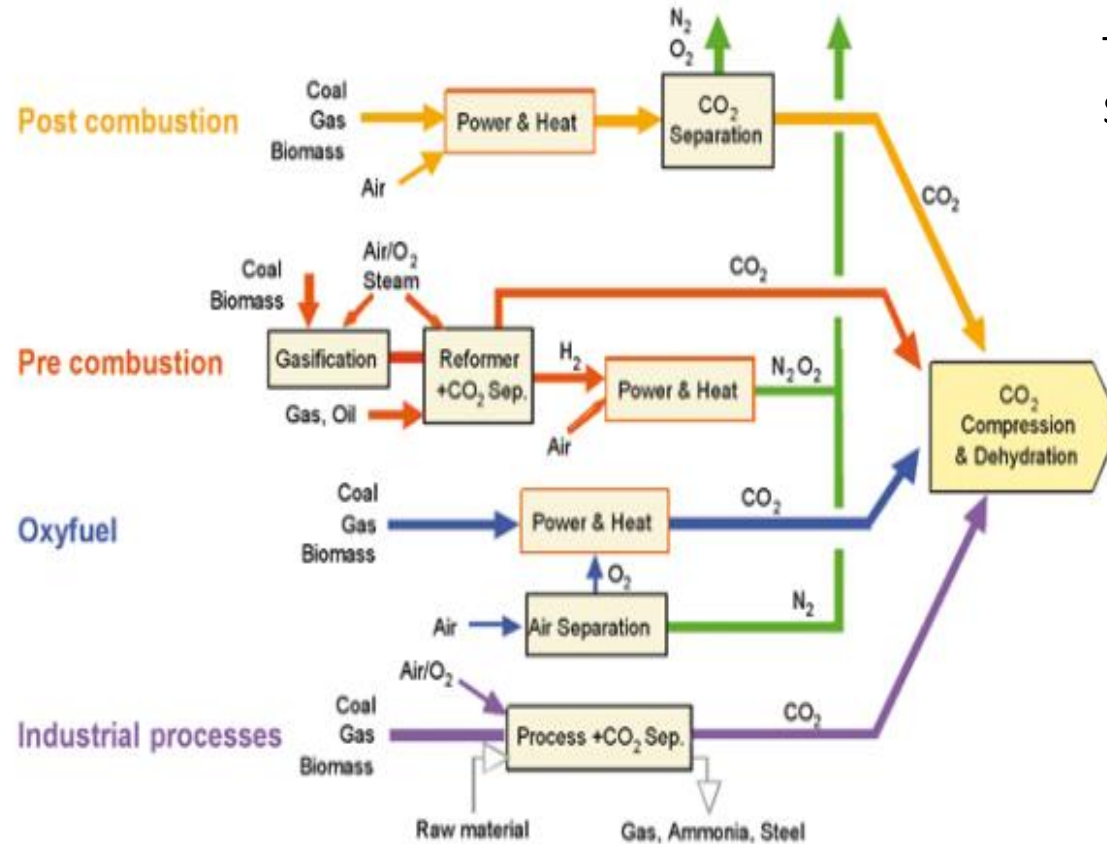 N₂
O₂
Post combustion
Coal
Gas
Biomass
Air
Power & Heat
CO₂
Separation
CO₂
Pre combustion
Coal
Biomass
Air/O₂
Steam
Gasification
Gas, Oil
Reformer
+CO₂ Sep.
CO₂
H₂
Air
Power & Heat
N₂ O₂
CO₂
Compression
& Dehydration
Oxyfuel
Coal
Gas
Biomass
Power & Heat
CO₂
O₂
Air
Air Separation
N₂
Industrial processes
Air/O₂
Coal
Gas
Biomass
Process +CO₂ Sep.
CO₂
Raw material
Gas, Ammonia, Steel